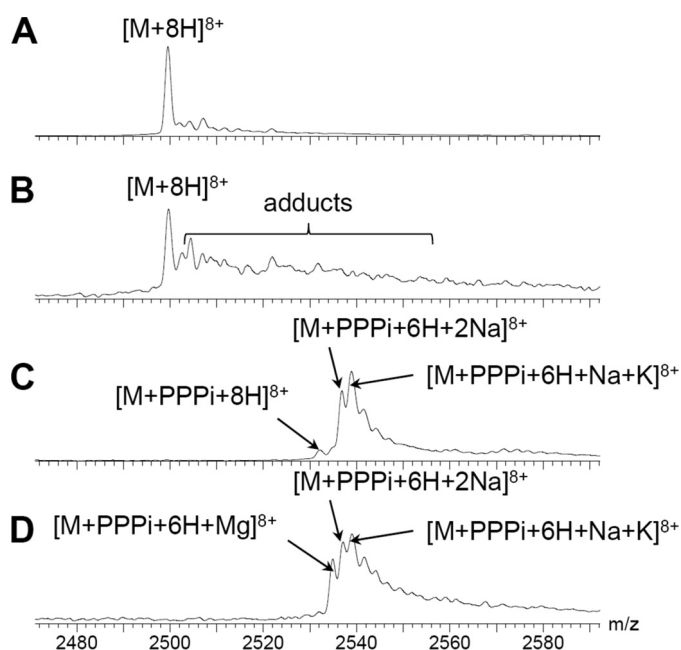 A
[M+8H]⁸⁺
B
[M+8H]⁸⁺
adducts
[M+PPPi+6H+2Na]⁸⁺
C
[M+PPPi+6H+Na+K]⁸⁺
[M+PPPi+8H]⁸⁺
[M+PPPi+6H+2Na]⁸⁺
D
[M+PPPi+6H+Mg]⁸⁺
[M+PPPi+6H+Na+K]⁸⁺
2480 2500 2520 2540 2560 2580 m/z